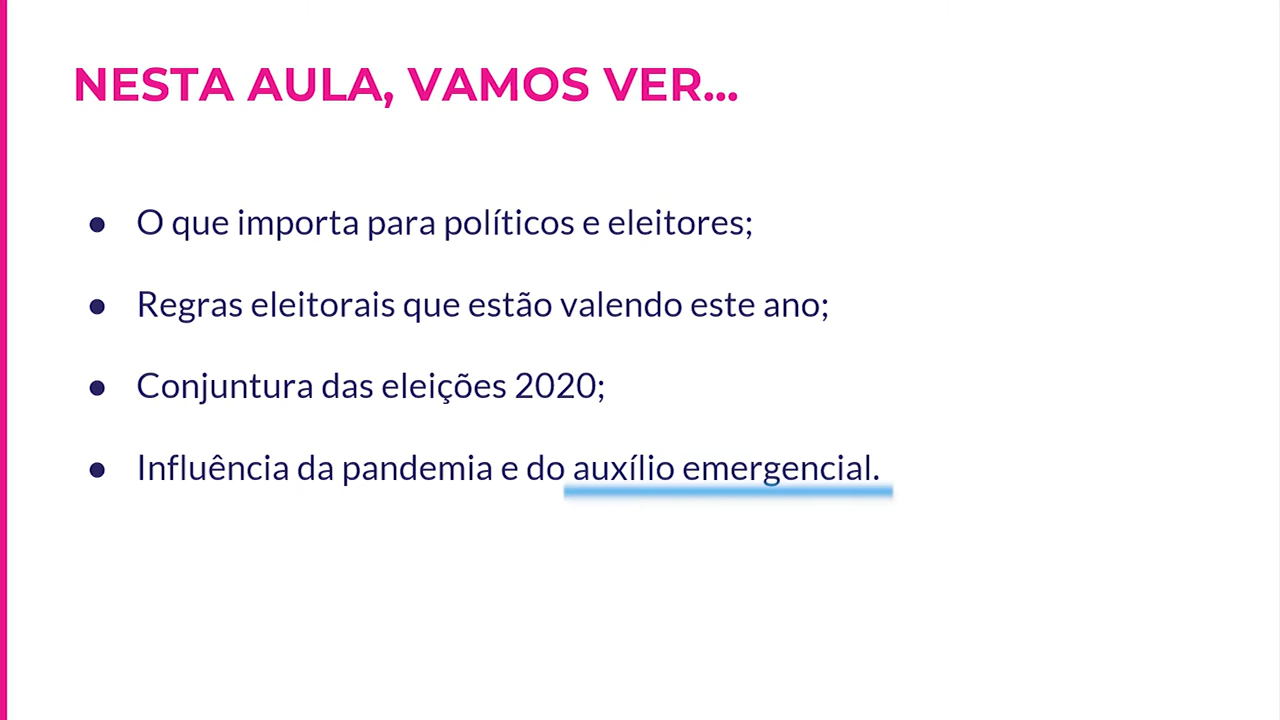 NESTA AULA, VAMOS VER...
● O que importa para políticos e eleitores;
● Regras eleitorais que estão valendo este ano;
● Conjuntura das eleições 2020;
● Influência da pandemia e do auxílio emergencial.